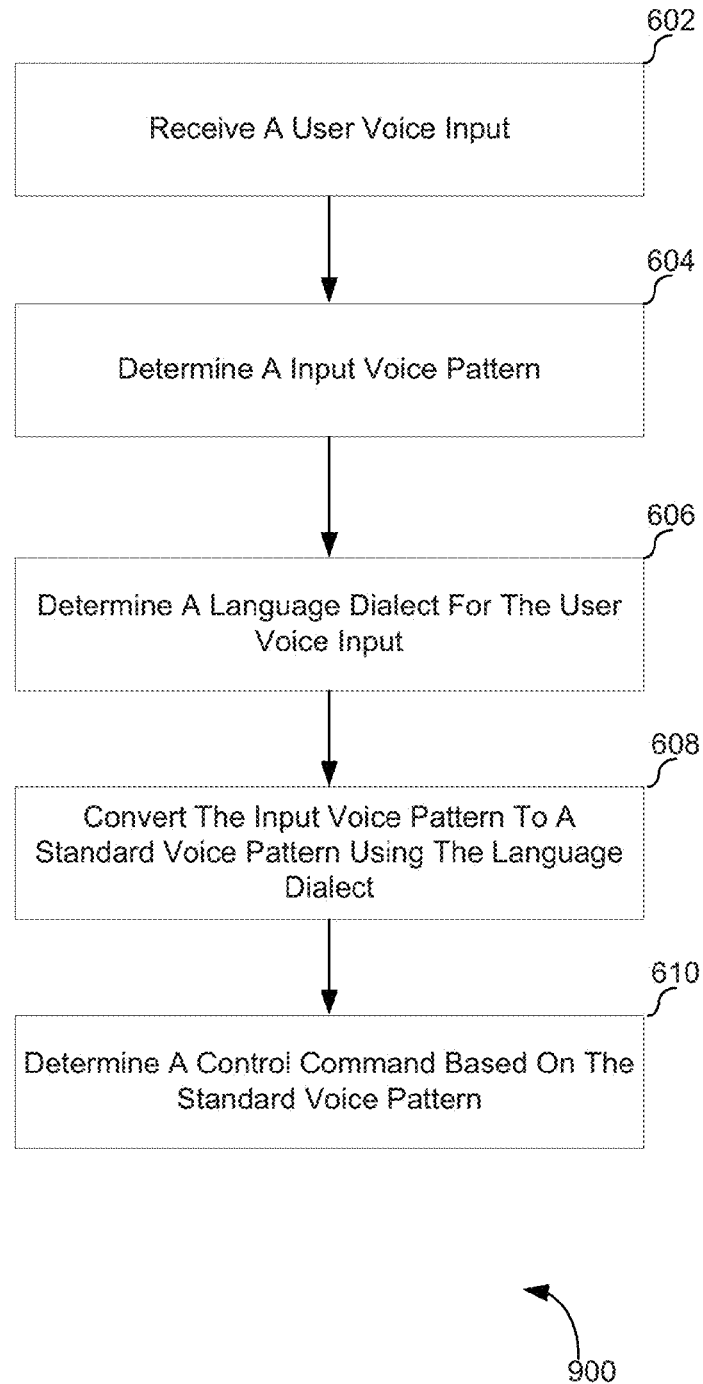 602
Receive A User Voice Input
604
Determine A Input Voice Pattern
606
Determine A Language Dialect For The User
Voice Input
608
Convert The Input Voice Pattern To A
Standard Voice Pattern Using The Language
Dialect
610
Determine A Control Command Based On The
Standard Voice Pattern
900